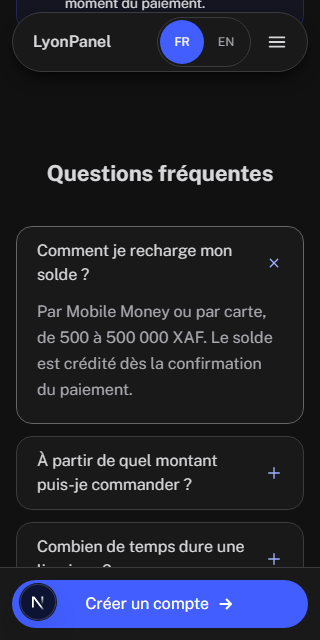 moment du paiement.
LyonPanel
FR
EN
Questions fréquentes
Comment je recharge mon
solde ?
Par Mobile Money ou par carte,
de 500 à 500 000 XAF. Le solde
est crédité dès la confirmation
du paiement.
À partir de quel montant
puis-je commander ?
Combien de temps dure une
N
Créer un compte →